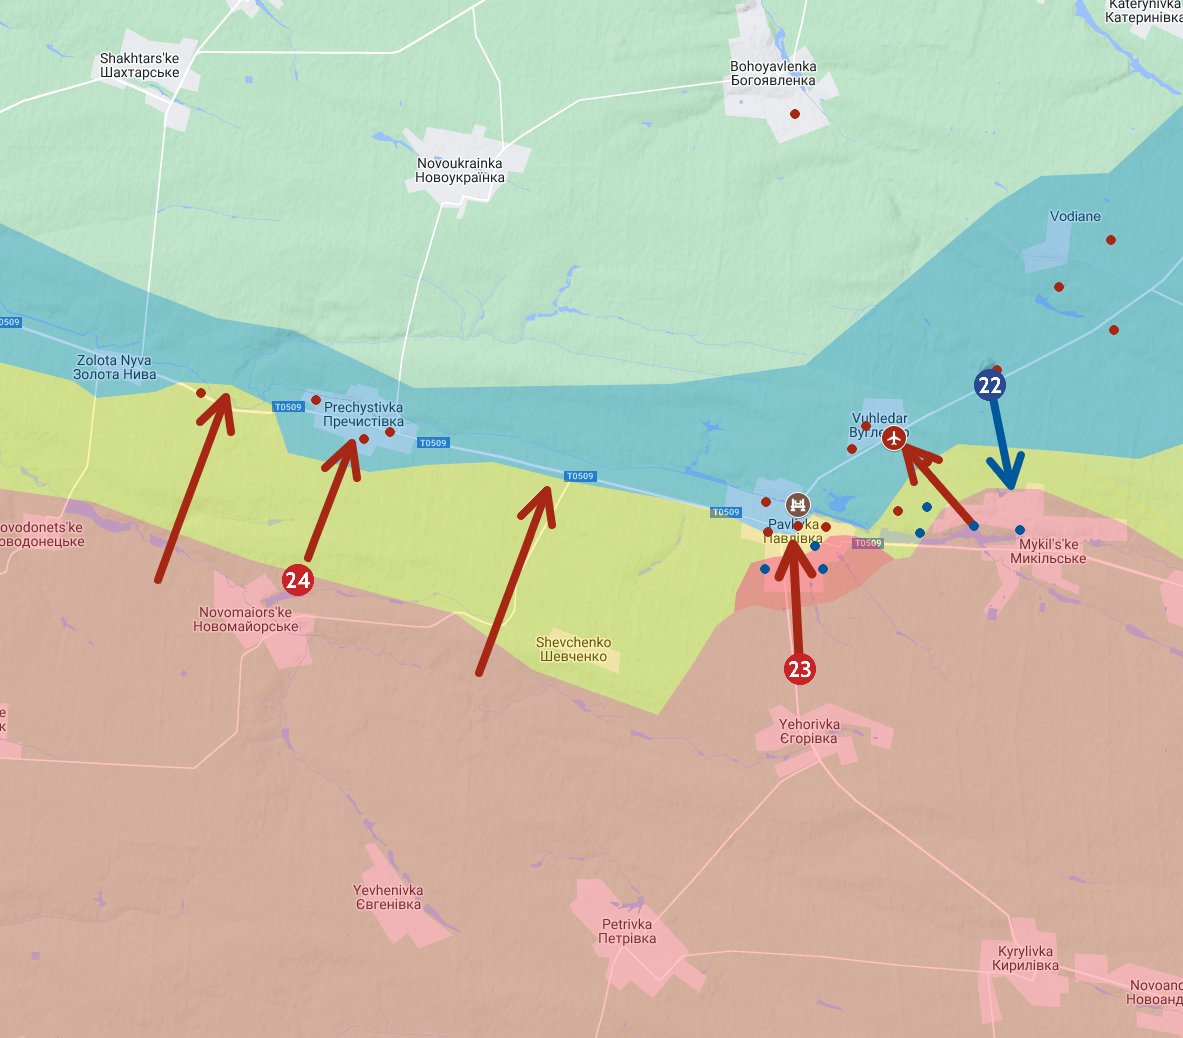 Katerynivka
Катеринівка
Shakhtars'ke
Шахтарське
Bohoyavlenka
Богоявленка
Novoukrainka
Новоукраїнка
Vodiane
T0509
Zolota Nyva
Золота Нива
22
T0509
Prechystivka
Пречистівка
Vuhledar
T0509
T0509
T0509
Pavlivka
Павлівка
T0509
ovodonets'ke
оводонецьке
Mykil's'ke
Микільське
24
Novomaiors'ke
Новомайорське
Shevchenko
Шевченко
23
Yehorivka
Єгорівка
е
к
Yevhenivka
Євгенівка
Petrivka
Петрівка
Kyrylivka
Кирилівка
Novoand
Новоанд